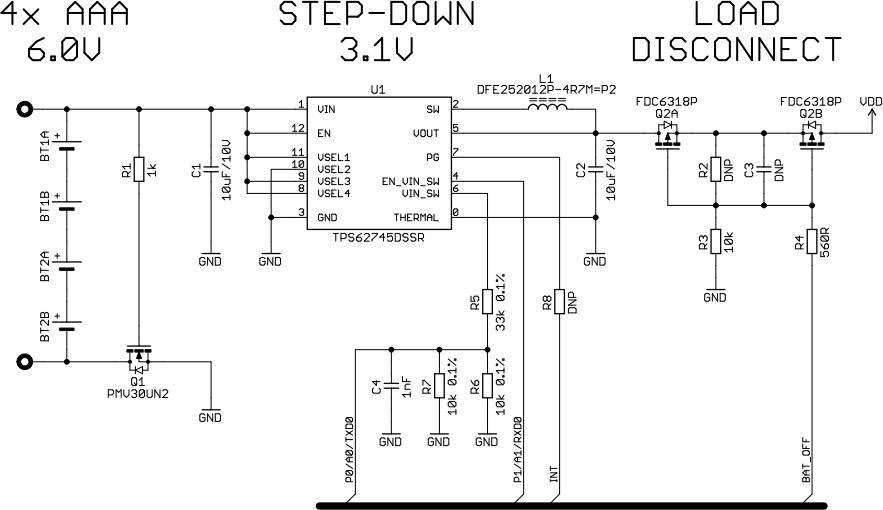 4x AAA
6.0V
STEP-DOWN
3.1V
LOAD
DISCONNECT
BT1A
+
BT1B
+
BT2A
+
BT2B
+
R1
1k
Q1
PMV30UN2
GND
C1
10uF/10V
GND
GND
U1
1 VIN
12 EN
11 VSEL1
10 VSEL2
9 VSEL3
8 VSEL4
3 GND
SW 2
VOUT 5
PG 7
EN_VIN_SW 4
VIN_SW 6
THERMAL 0
TPS62745DSSR
L1
DFE252012P-4R7M=P2
C2
10uF/10V
GND
R5
33k 0.1%
R8
DNP
C4
1nF
GND
R7
10k 0.1%
GND
R6
10k 0.1%
GND
FDC6318P
Q2A
R2
DNP
C3
DNP
FDC6318P
Q2B
VDD
R3
10k
GND
R4
560R
P0/A0/TXD0
P1/A1/RXD0
INT
BAT_OFF